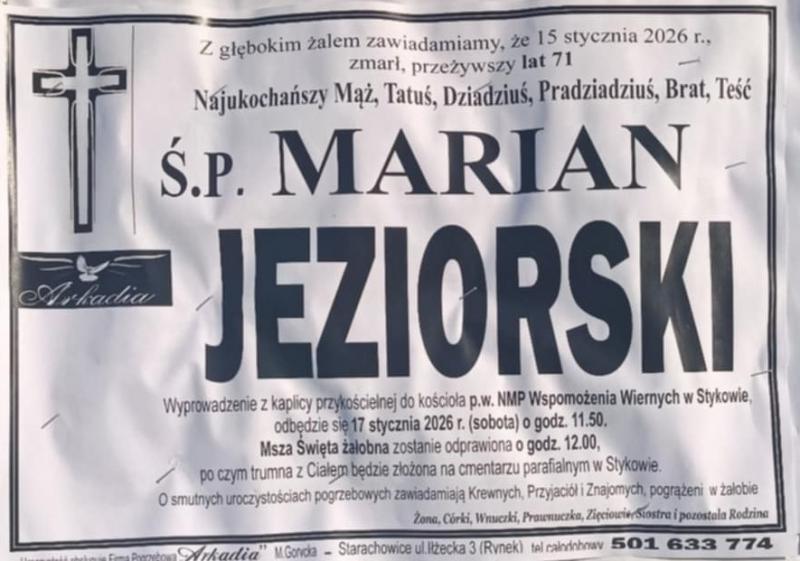 Z głębokim żalem zawiadamiamy, że 15 stycznia 2026 r.,
zmarł, przeżywszy lat 71
Najukochańszy Mąż, Tatuś, Dziadziuś, Pradziadziuś, Brat, Teść
Ś.P. MARIAN
JEZIORSKI
Arkadia
Wyprowadzenie z kaplicy przykościelnej do kościoła p.w. NMP Wspomożenia Wiernych w Stykowie,
odbędzie się 17 stycznia 2026 r. (sobota) o godz. 11.50.
Msza Święta żałobna zostanie odprawiona o godz. 12.00,
po czym trumna z Ciałem będzie złożona na cmentarzu parafialnym w Stykowie.
O smutnych uroczystościach pogrzebowych zawiadamiają Krewnych, Przyjaciół i Znajomych, pogrążeni w żałobie
Żona, Córki, Wnuczki, Prawnuczka, Zięciowie, Siostra i pozostała Rodzina
Firma Pogrzebowa "Arkadia" M.Gorycka – Starachowice ul.Iłżecka 3 (Rynek) tel całodobowy 501 633 774